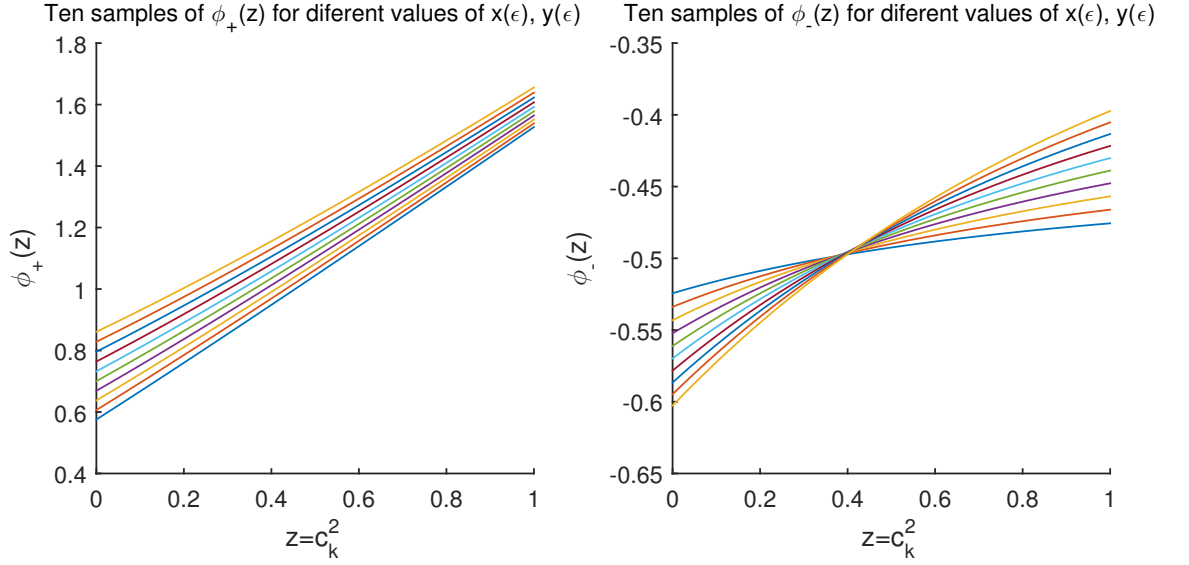 Ten samples of ϕ₊(z) for diferent values of x(ϵ), y(ϵ)
1.8
1.6
1.4
1.2
1
0.8
0.6
0.4
ϕ₊(z)
0 0.2 0.4 0.6 0.8 1
z=c_k^2
Ten samples of ϕ₋(z) for diferent values of x(ϵ), y(ϵ)
-0.35
-0.4
-0.45
-0.5
-0.55
-0.6
-0.65
ϕ₋(z)
0 0.2 0.4 0.6 0.8 1
z=c_k^2